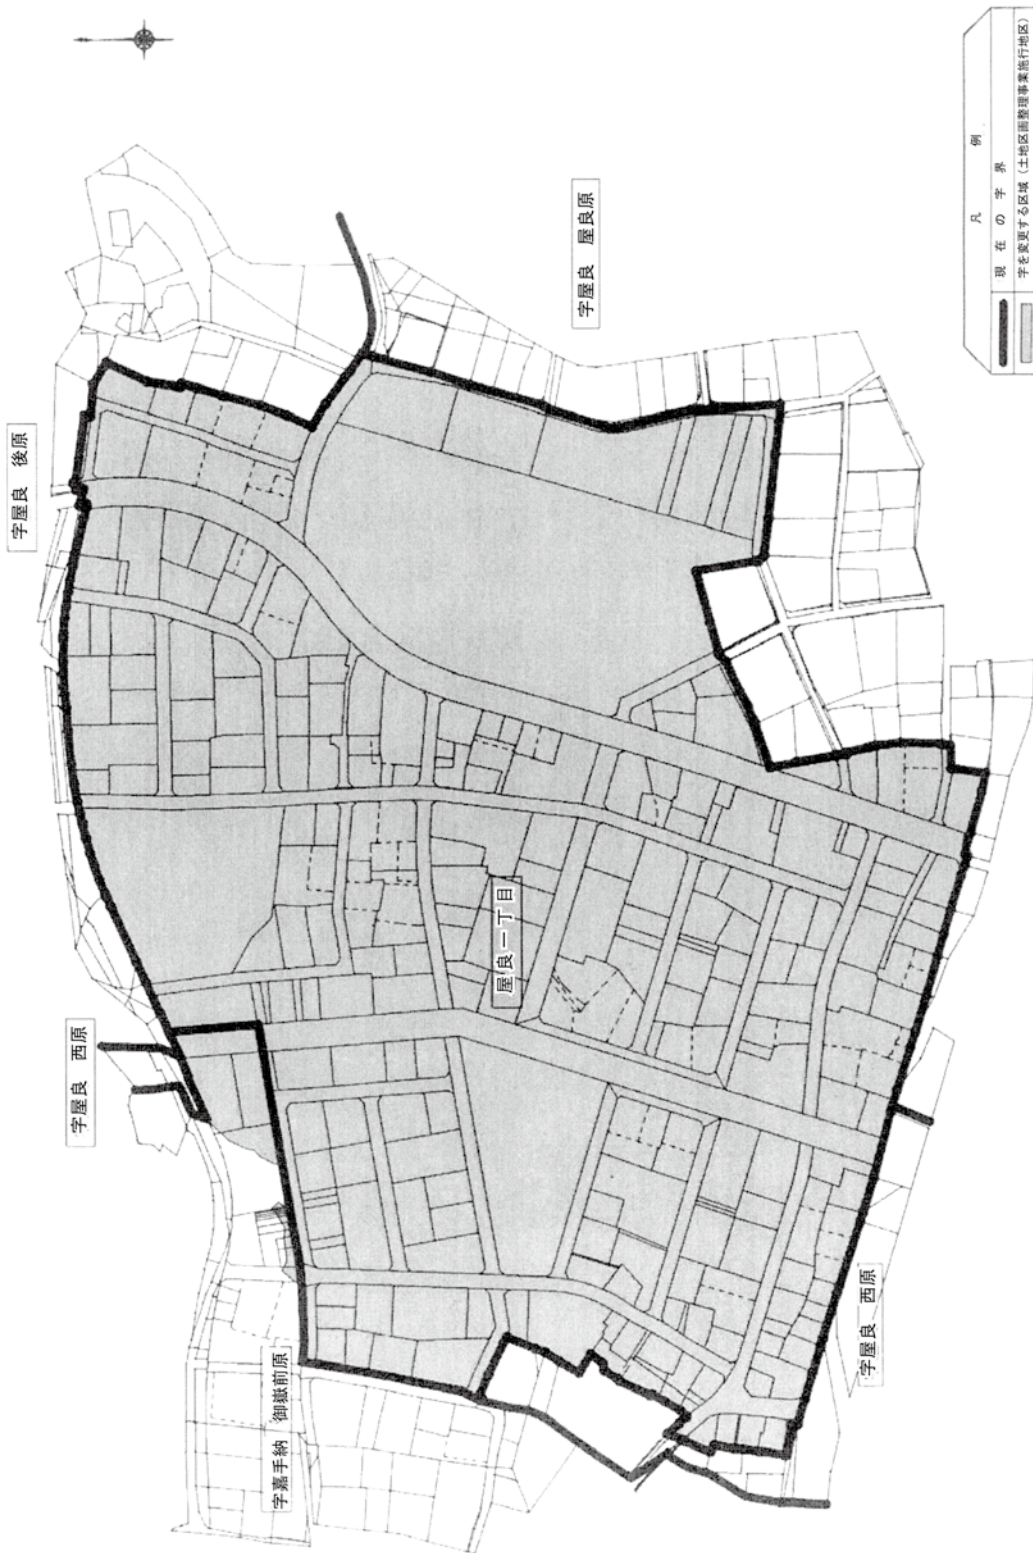 字屋良 後原
字屋良 西原
字嘉手納 御嶽前原
屋良一丁目
字屋良 屋良原
字屋良 西原
凡例
現在の字界
字を変更する区域（土地区画整理事業施行地区）